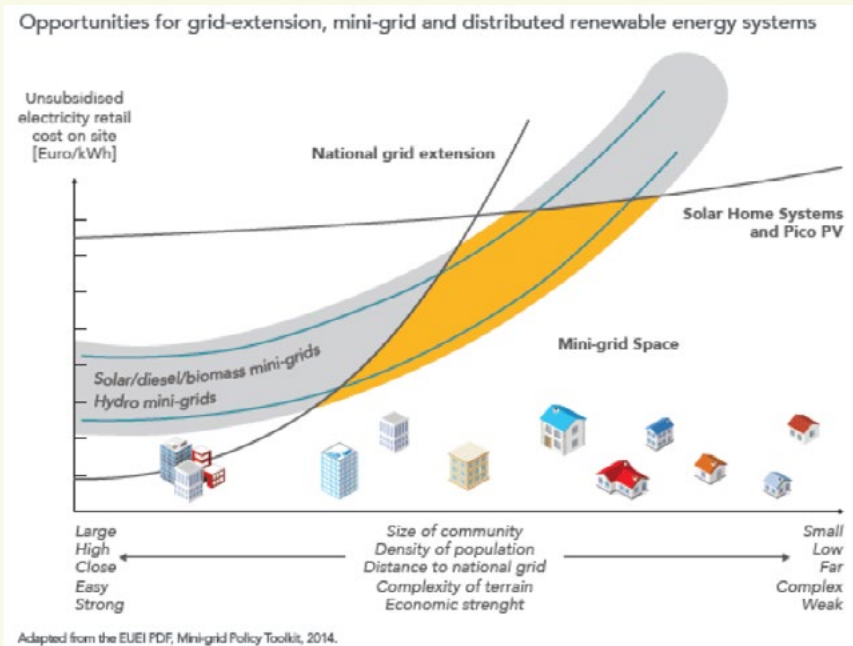 Opportunities for grid-extension, mini-grid and distributed renewable energy systems
Unsubsidised
electricity retail
cost on site
[Euro/kWh]
National grid extension
Solar Home Systems
and Pico PV
Mini-grid Space
Solar/diesel/biomass mini-grids
Hydro mini-grids
Large
High
Close
Easy
Strong
Size of community
Density of population
Distance to national grid
Complexity of terrain
Economic strenght
Small
Low
Far
Complex
Weak
Adapted from the EUEI PDF, Mini-grid Policy Toolkit, 2014.